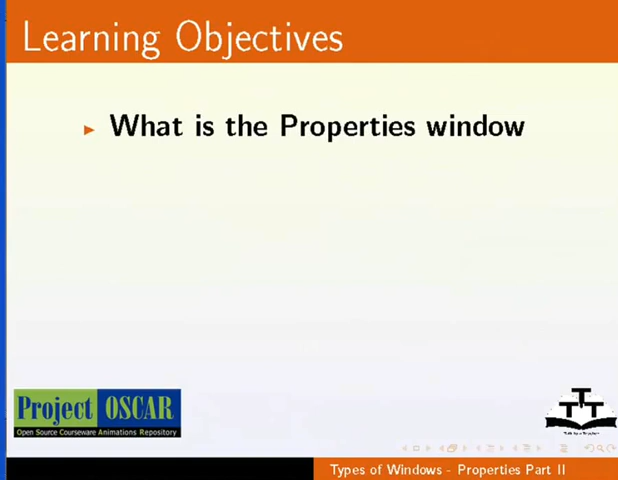 Learning Objectives
What is the Properties window
Project OSCAR
Open Source Courseware Animations Repository
TTT
Types of Windows - Properties Part II